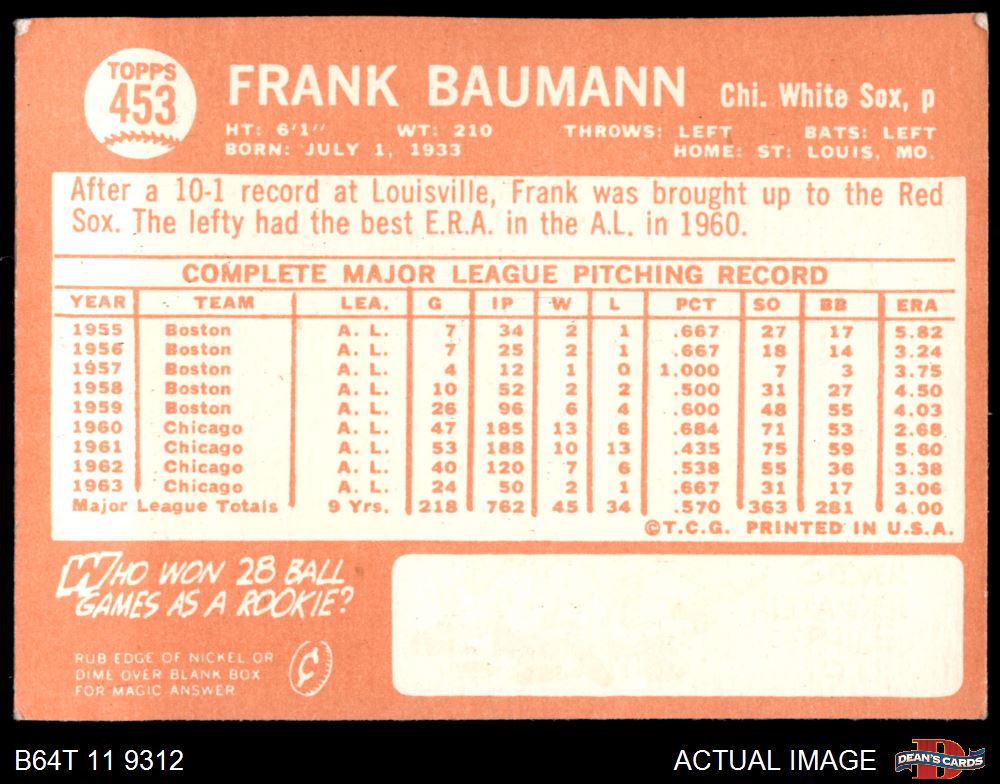 TOPPS
453
FRANK BAUMANN Chi. White Sox, p
HT: 6'1" WT: 210 THROWS: LEFT BATS: LEFT
BORN: JULY 1, 1933 HOME: ST: LOUIS, MO.
After a 10-1 record at Louisville, Frank was brought up to the Red
Sox. The lefty had the best E.R.A. in the A.L. in 1960.
COMPLETE MAJOR LEAGUE PITCHING RECORD
YEAR TEAM LEA. G IP W L PCT SO BB ERA
1955 Boston A. L. 7 34 2 1 .667 27 17 5.82
1956 Boston A. L. 7 25 2 1 .667 18 14 3.24
1957 Boston A. L. 4 12 1 0 1.000 7 3 3.75
1958 Boston A. L. 10 52 2 2 .500 31 27 4.50
1959 Boston A. L. 26 96 6 4 .600 48 55 4.03
1960 Chicago A. L. 47 185 13 6 .684 71 53 2.68
1961 Chicago A. L. 53 188 10 13 .435 75 59 5.60
1962 Chicago A. L. 40 120 7 6 .538 55 36 3.38
1963 Chicago A. L. 24 50 2 1 .667 31 17 3.06
Major League Totals 9 Yrs. 218 762 45 34 .570 363 281 4.00
©T.C.G. PRINTED IN U.S.A.
WHO WON 28 BALL
GAMES AS A ROOKIE?
RUB EDGE OF NICKEL OR
DIME OVER BLANK BOX
FOR MAGIC ANSWER
B64T 11 9312 ACTUAL IMAGE DEAN'S CARDS